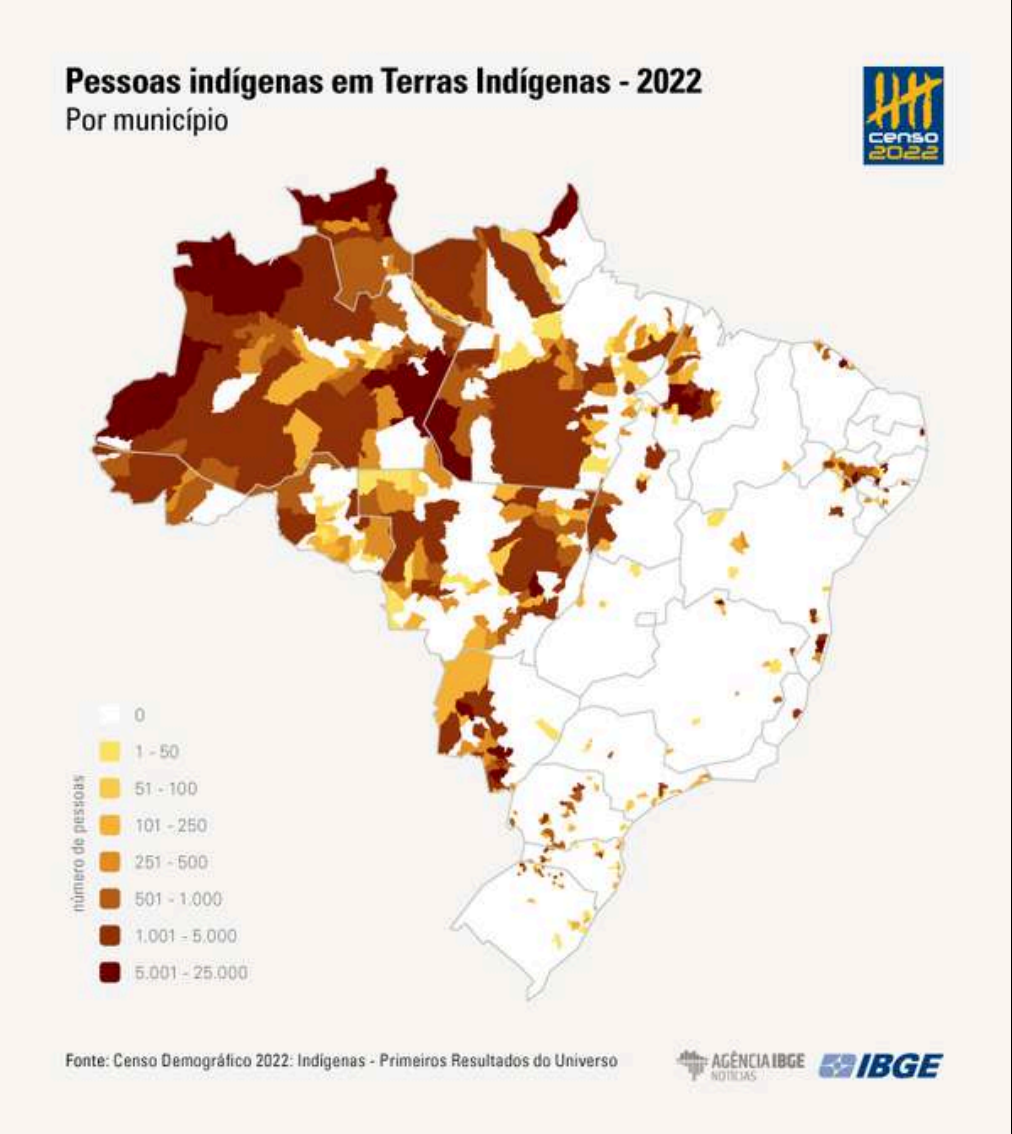 Pessoas indígenas em Terras Indígenas - 2022
Por município
censo
2022
número de pessoas
0
1 - 50
51 - 100
101 - 250
251 - 500
501 - 1.000
1.001 - 5.000
5.001 - 25.000
Fonte: Censo Demográfico 2022: Indígenas - Primeiros Resultados do Universo
AGÊNCIA IBGE
NOTÍCIAS
IBGE